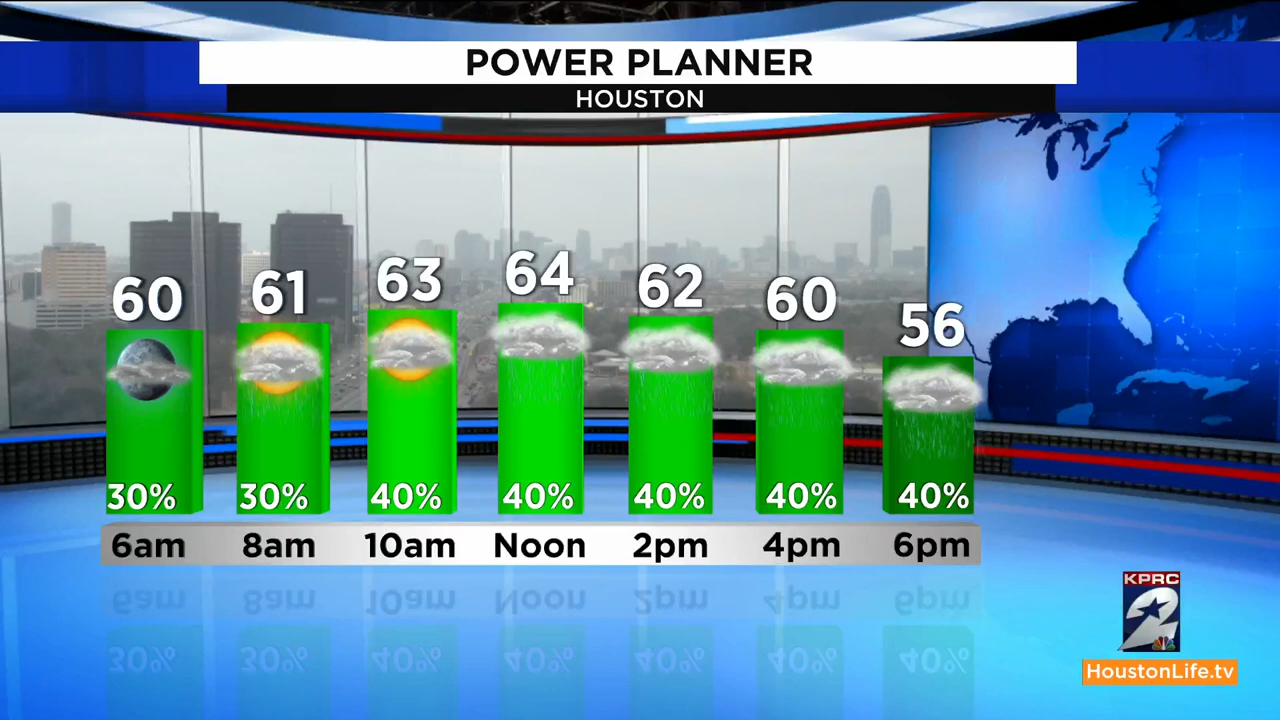 POWER PLANNER
HOUSTON
60 61 63 64 62 60 56
30% 30% 40% 40% 40% 40% 40%
6am 8am 10am Noon 2pm 4pm 6pm
KPRC
2
HoustonLife.tv